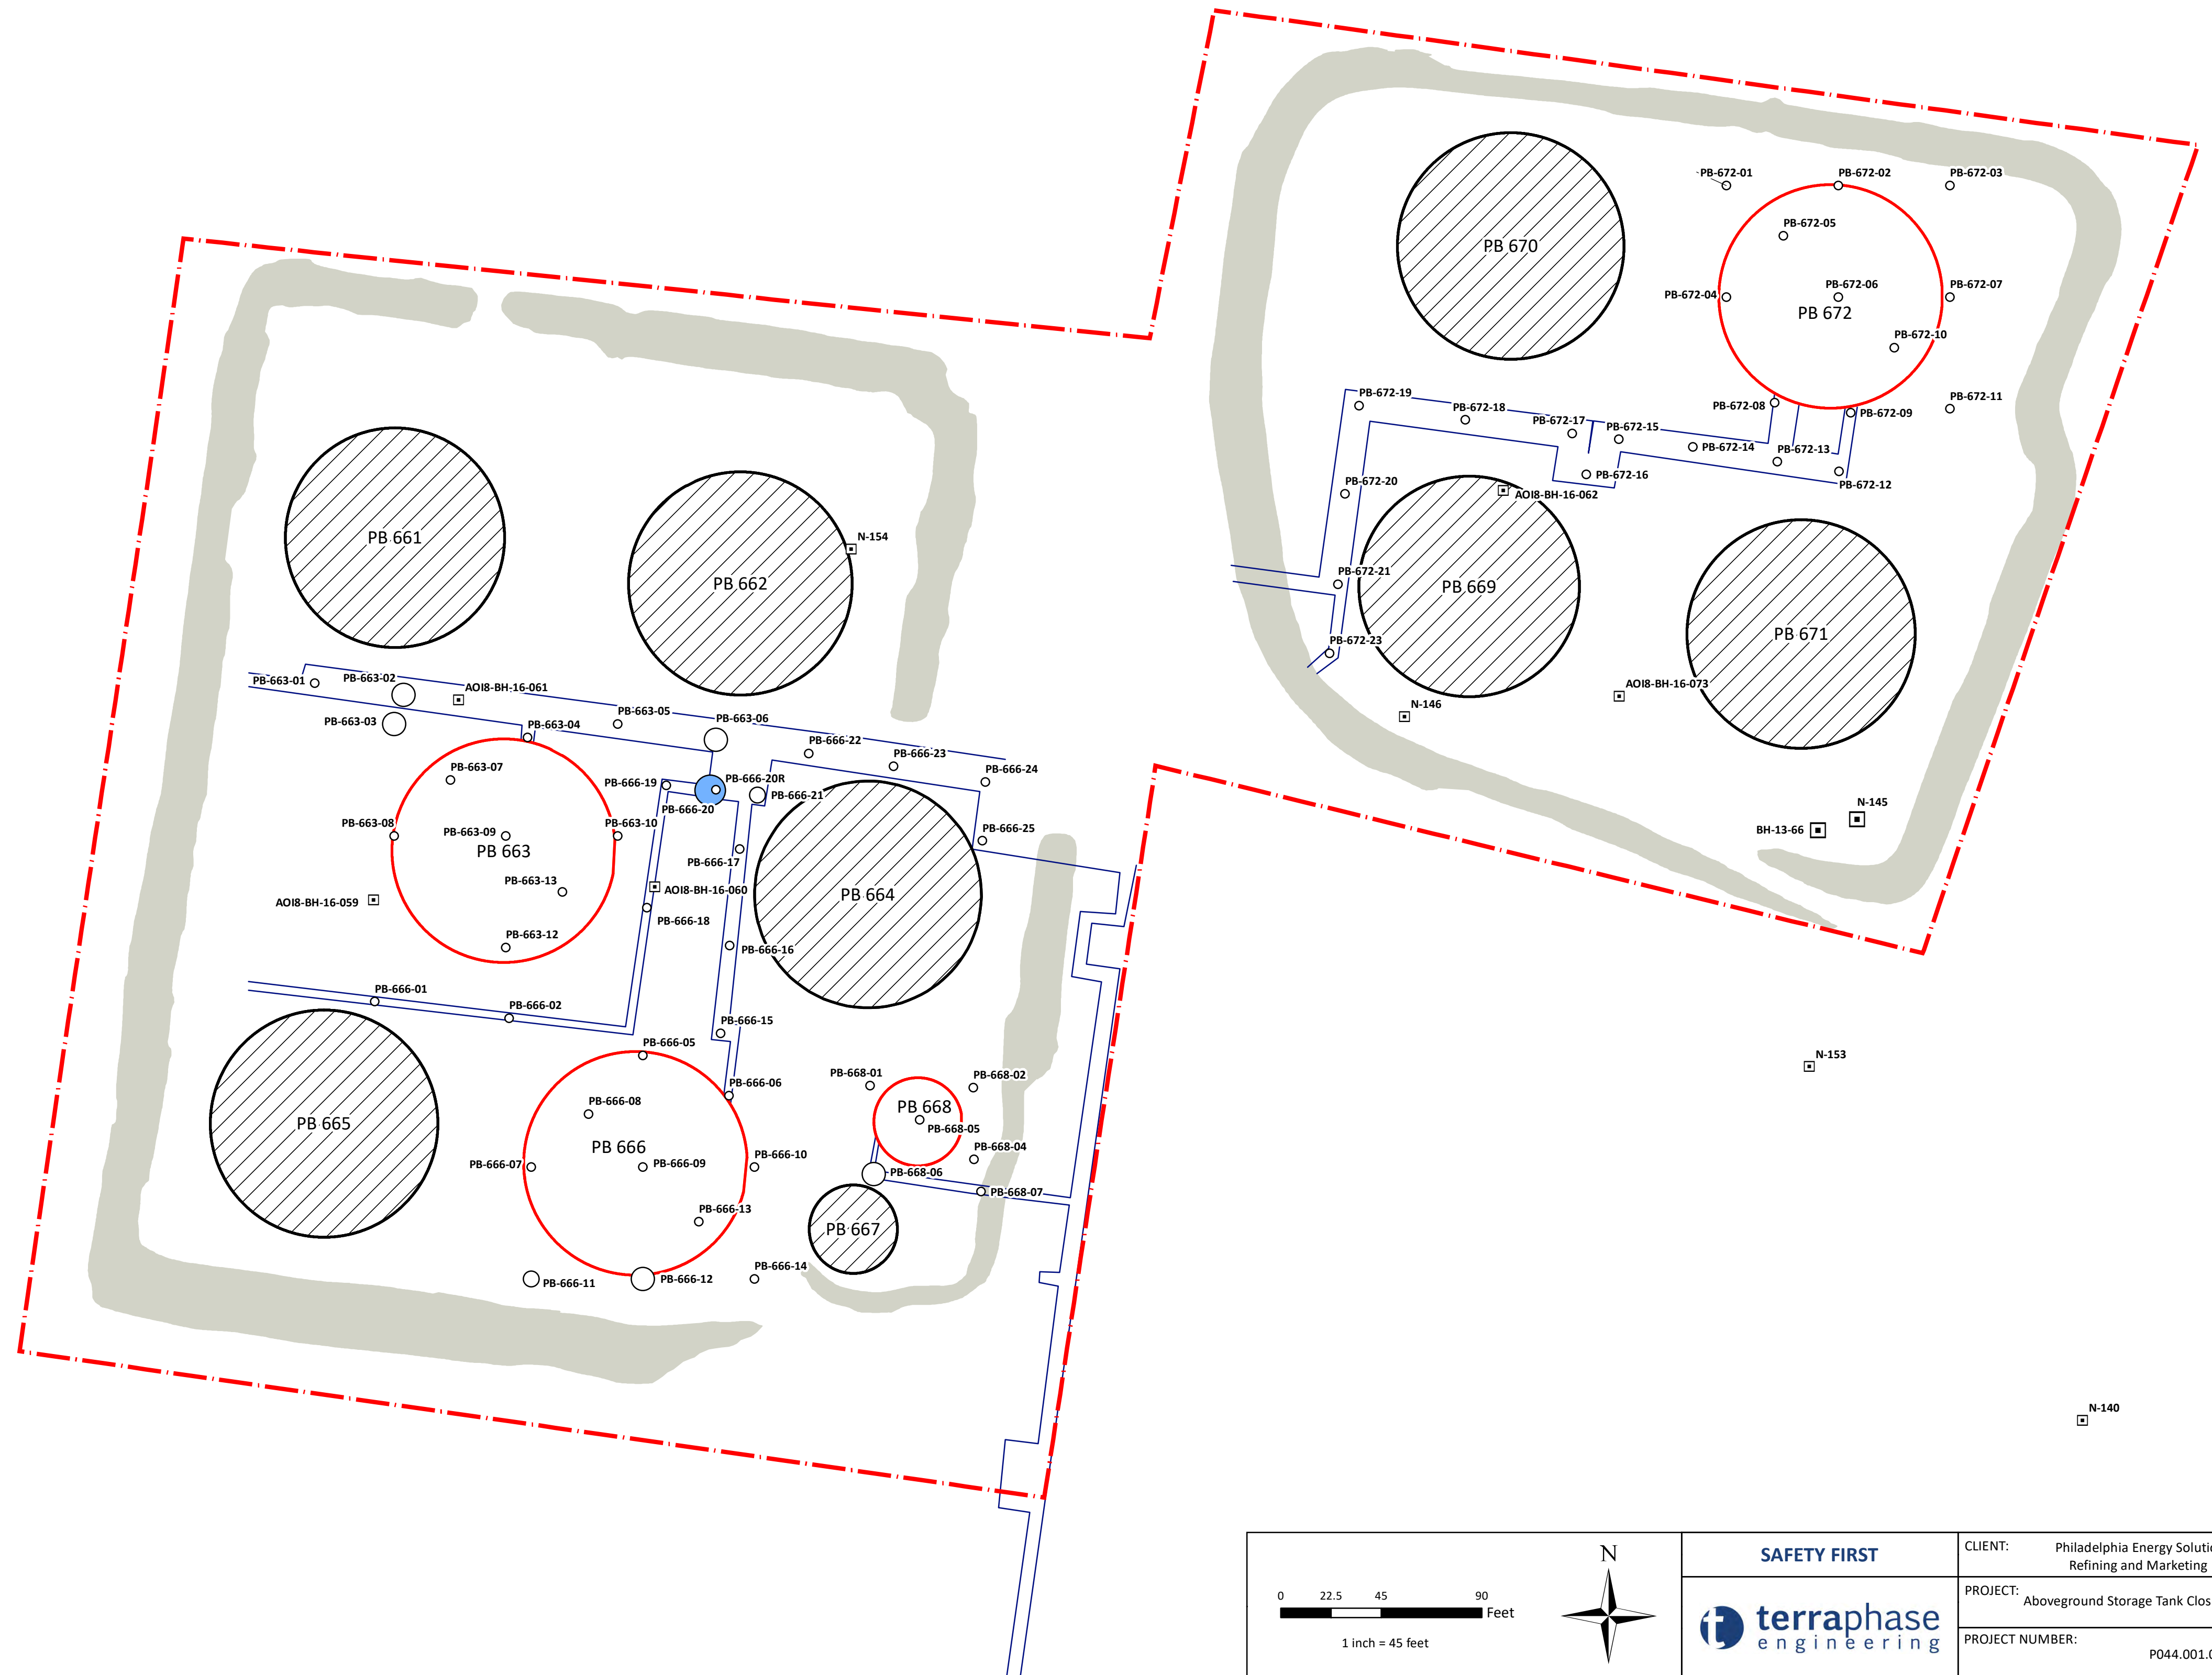 PB-672-01
PB-672-02
PB-672-03
PB-672-05
PB 670
PB-672-06
PB-672-07
PB-672-04
PB 672
PB-672-10
PB-672-19
PB-672-18
PB-672-08
PB-672-11
PB-672-09
PB-672-17
PB-672-15
PB-672-14
PB-672-13
PB-672-16
PB-672-20
PB-672-12
AOI8-BH-16-062
PB-672-21
PB 669
PB 671
PB-672-23
AOI8-BH-16-073
N-146
N-145
BH-13-66
N-153
N-140
PB 661
N-154
PB 662
PB-663-01
PB-663-02
AOI8-BH-16-061
PB-663-03
PB-663-04
PB-663-05
PB-663-06
PB-666-22
PB-666-23
PB-666-24
PB-663-07
PB-666-19
PB-666-20R
PB-666-21
PB-666-20
PB-663-08
PB-663-09
PB-663-10
PB-666-25
PB 663
PB-666-17
PB-663-13
AOI8-BH-16-060
PB 664
AOI8-BH-16-059
PB-666-18
PB-663-12
PB-666-16
PB-666-01
PB-666-02
PB-666-15
PB-666-05
PB-668-01
PB-668-02
PB-666-06
PB-666-08
PB 668
PB-668-05
PB 665
PB 666
PB-668-04
PB-666-07
PB-666-09
PB-666-10
PB-668-06
PB-668-07
PB-666-13
PB 667
PB-666-14
PB-666-11
PB-666-12
0 22.5 45 90
Feet
1 inch = 45 feet
N
SAFETY FIRST
terraphase
engineering
CLIENT:
Philadelphia Energy
Refining and Marketing
PROJECT:
Aboveground Storage Tank
PROJECT NUMBER: